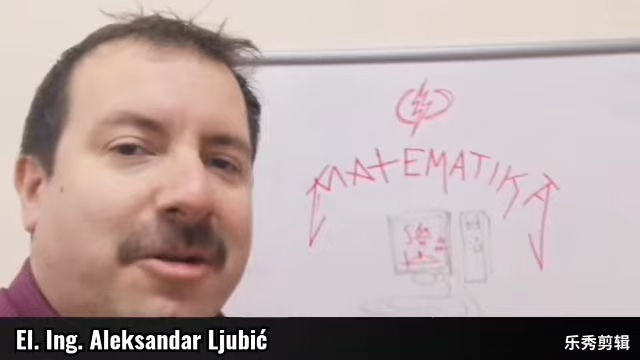 MATEMATIKA
El. Ing. Aleksandar Ljubić
乐秀剪辑